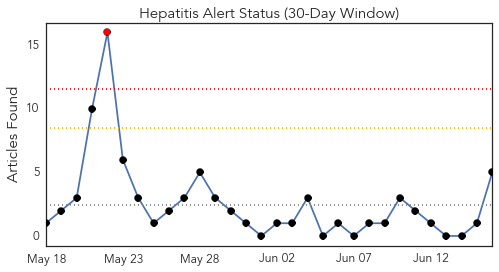 Hepatitis Alert Status (30-Day Window)
Articles Found
15
10
5
0
May 18
May 23
May 28
Jun 02
Jun 07
Jun 12